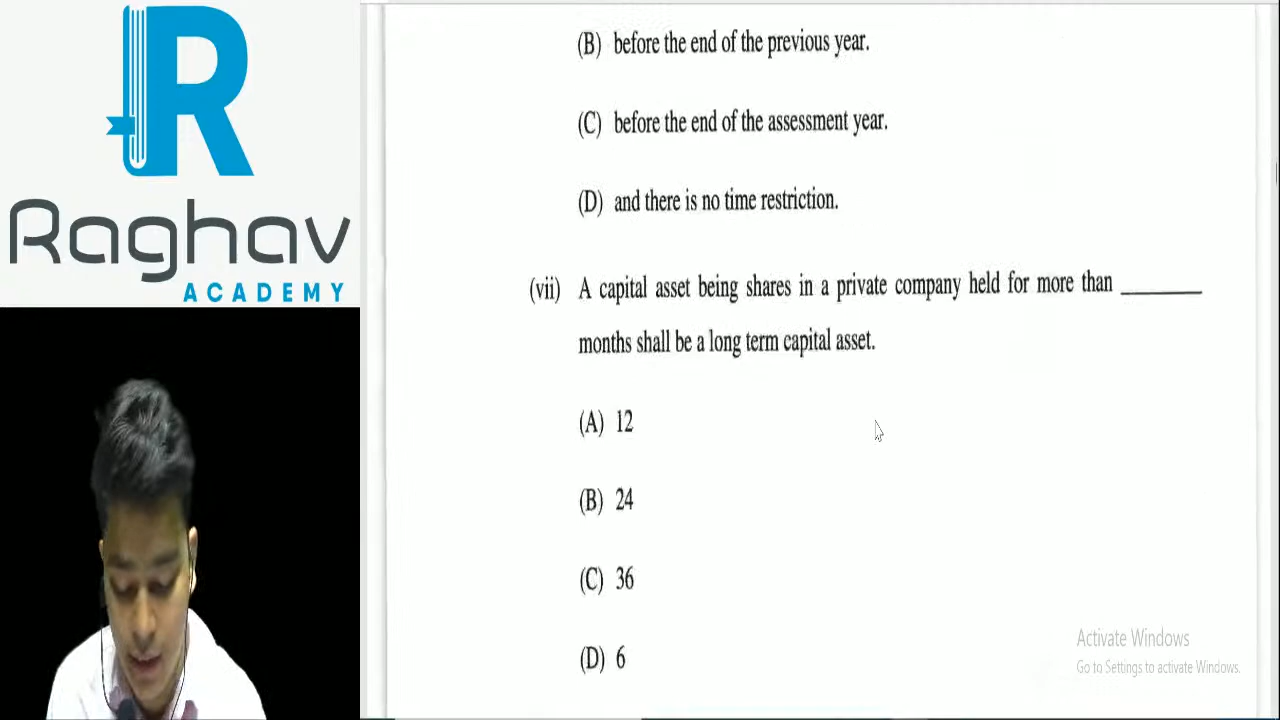 Raghav
ACADEMY
(B) before the end of the previous year.
(C) before the end of the assessment year.
(D) and there is no time restriction.
(vii) A capital asset being shares in a private company held for more than ________
months shall be a long term capital asset.
(A) 12
(B) 24
(C) 36
(D) 6
Activate Windows
Go to Settings to activate Windows.